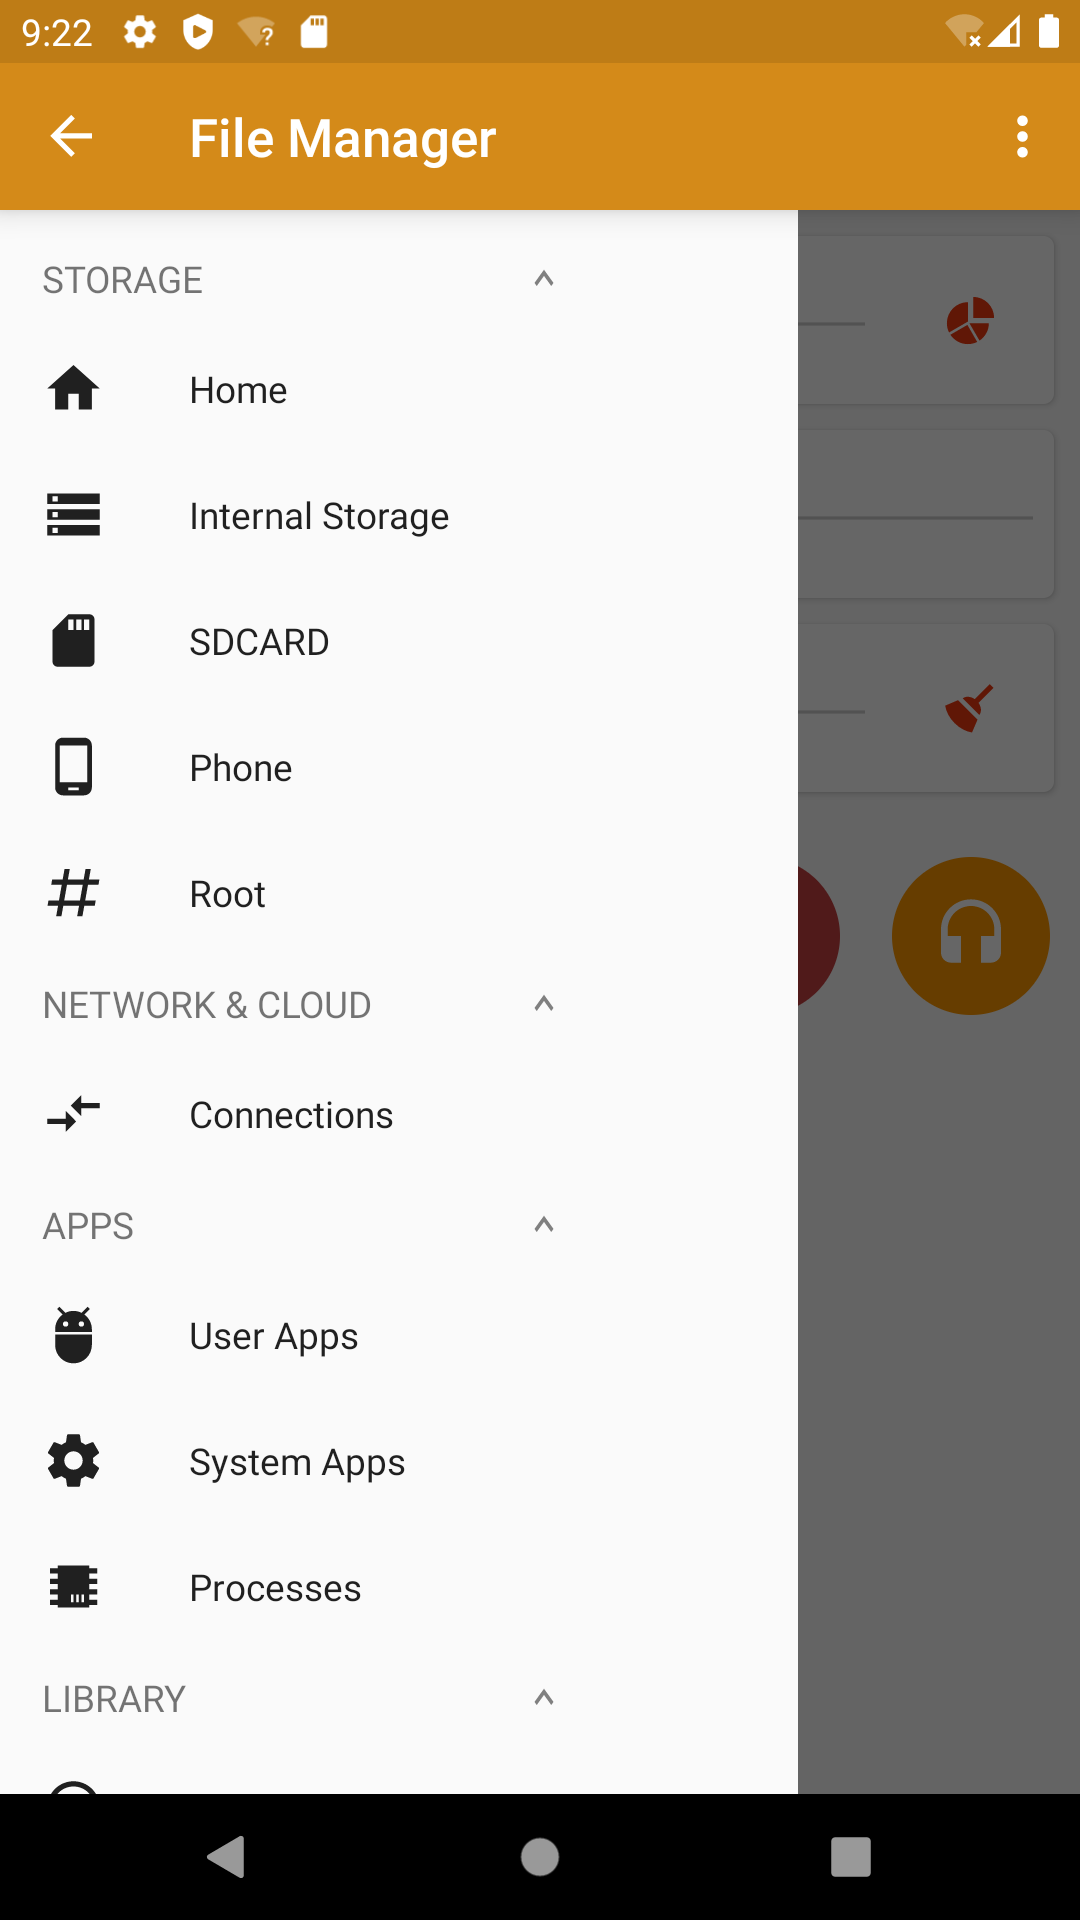 9:22
File Manager
STORAGE
Home
Internal Storage
SDCARD
Phone
Root
NETWORK & CLOUD
Connections
APPS
User Apps
System Apps
Processes
LIBRARY